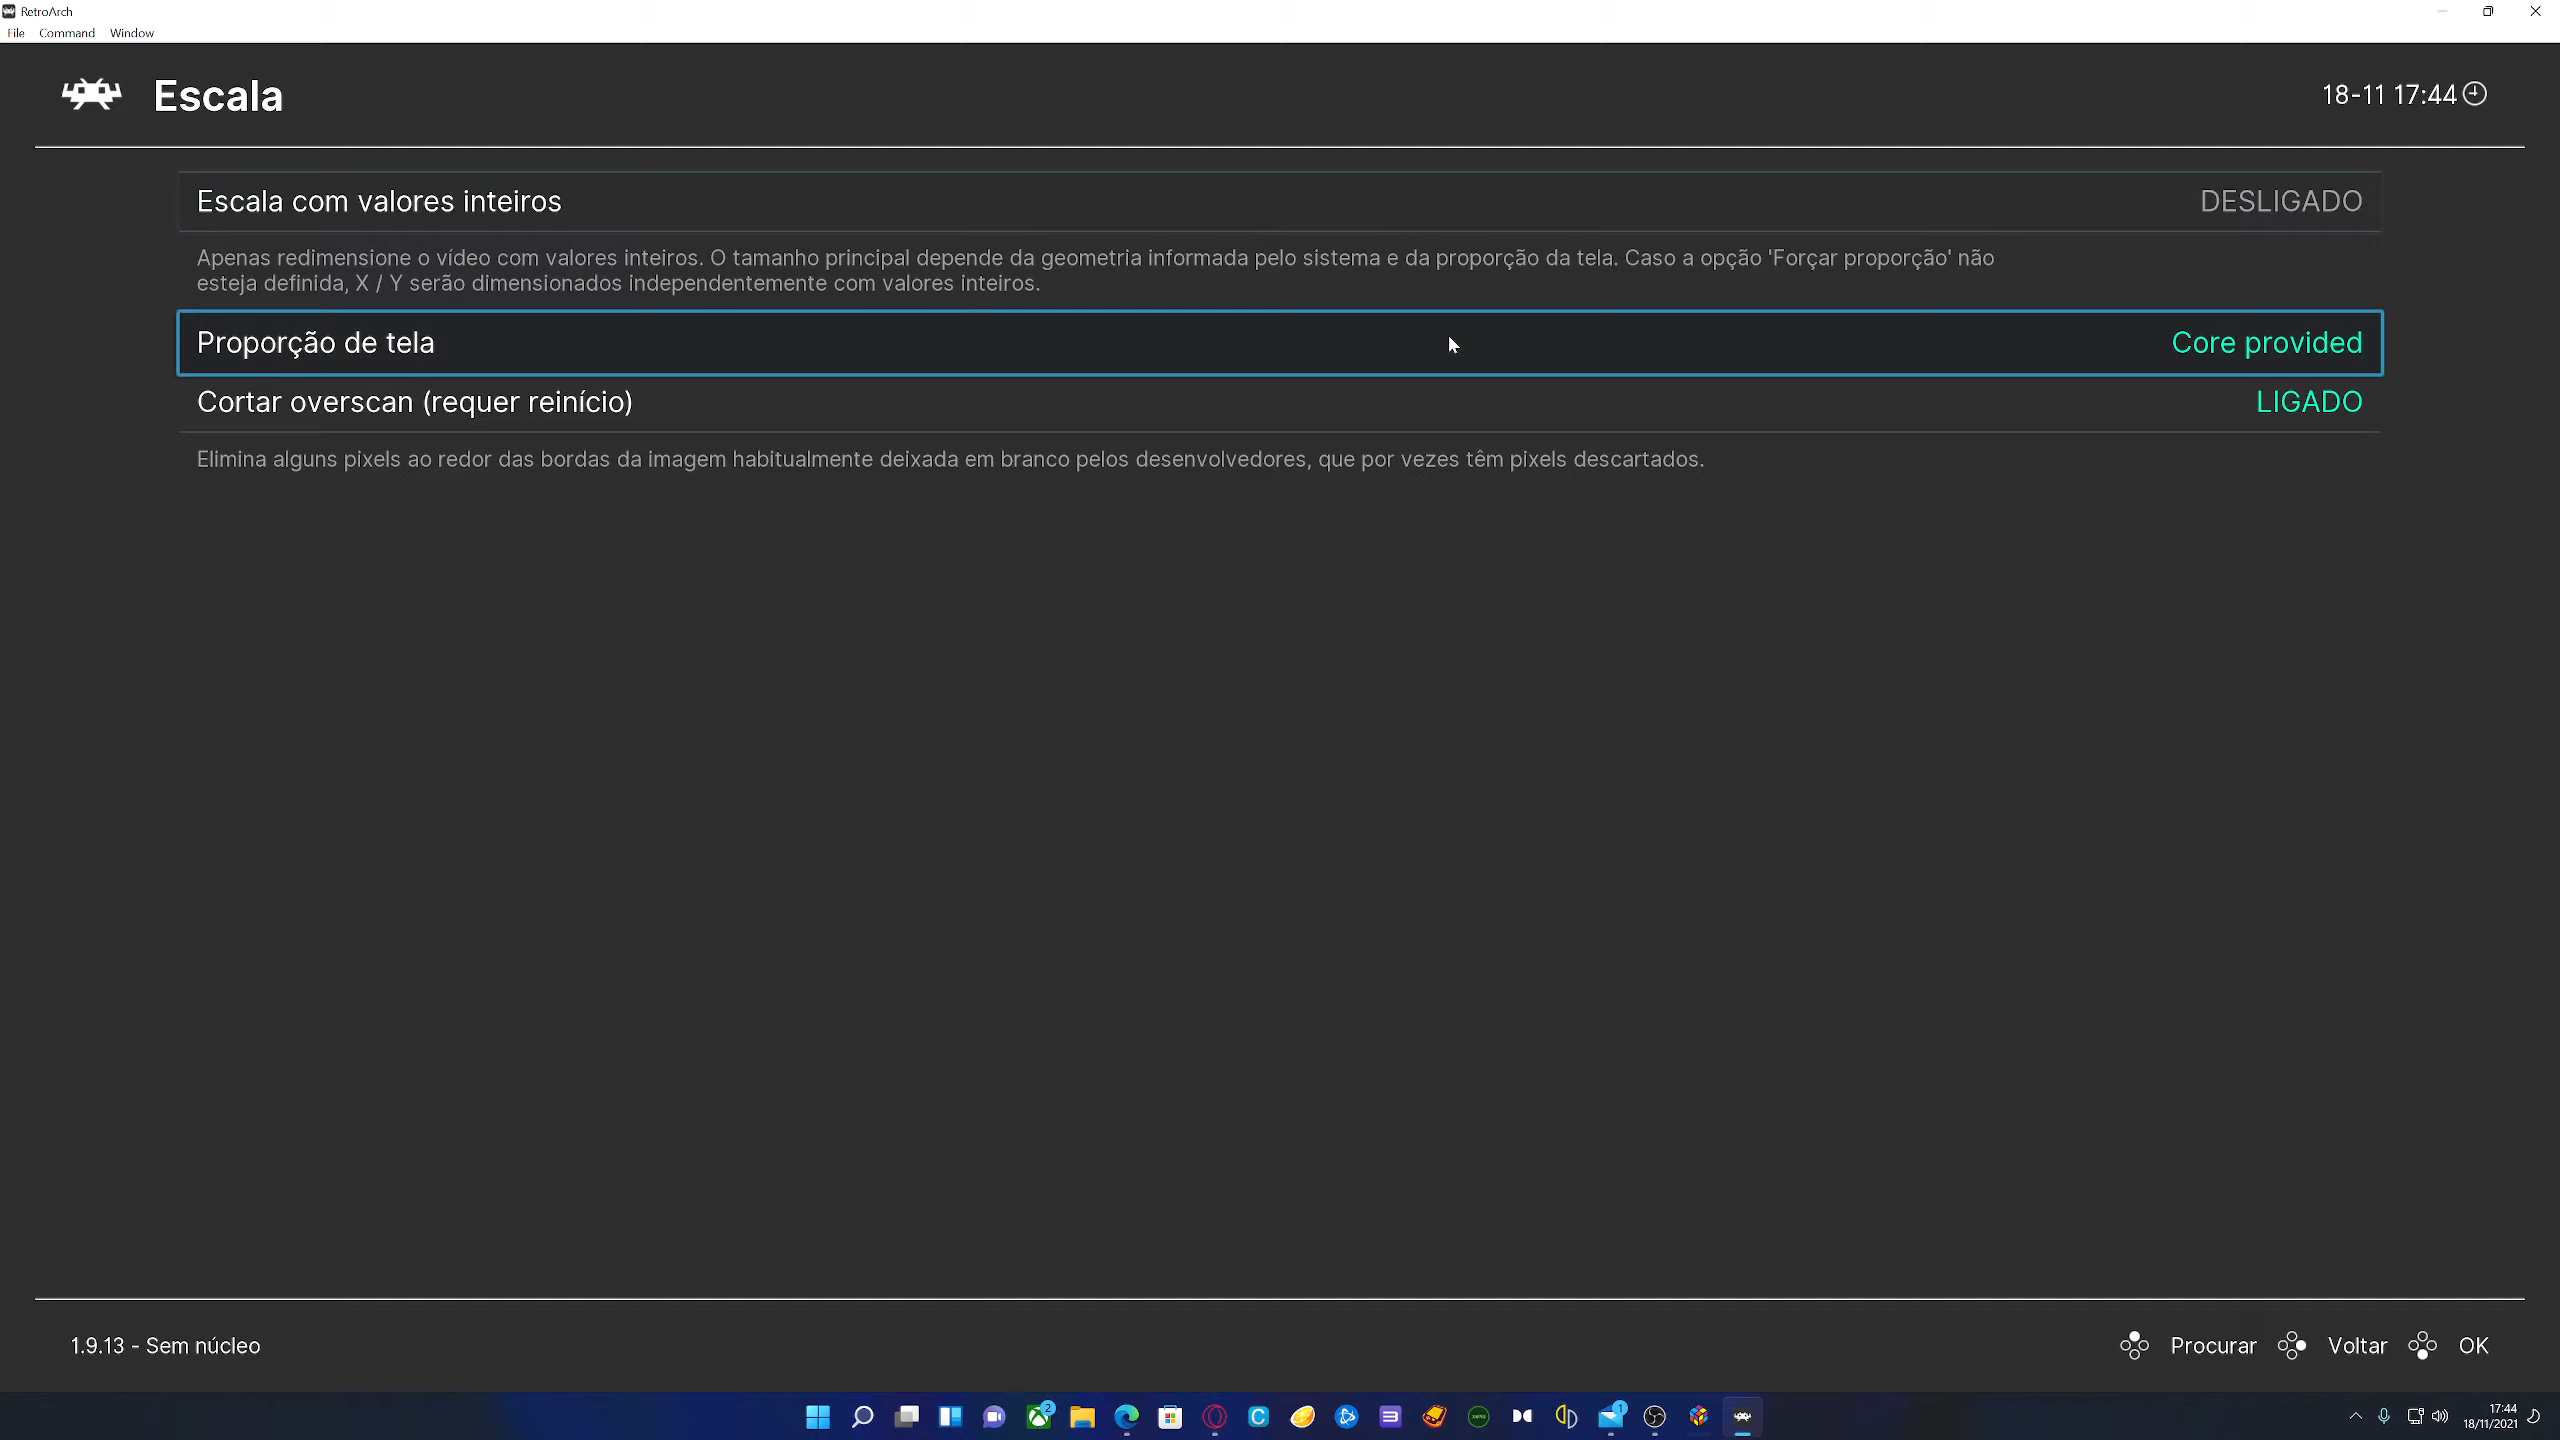 RetroArch
File Command Window
Escala
18-11 17:44
Escala com valores inteiros
DESLIGADO
Apenas redimensione o vídeo com valores inteiros. O tamanho principal depende da geometria informada pelo sistema e da proporção da tela. Caso a opção 'Forçar proporção' não
esteja definida, X / Y serão dimensionados independentemente com valores inteiros.
Proporção de tela
Core provided
Cortar overscan (requer reinício)
LIGADO
Elimina alguns pixels ao redor das bordas da imagem habitualmente deixada em branco pelos desenvolvedores, que por vezes têm pixels descartados.
1.9.13 - Sem núcleo
Procurar Voltar OK
2
C
1
17:44
18/11/2021